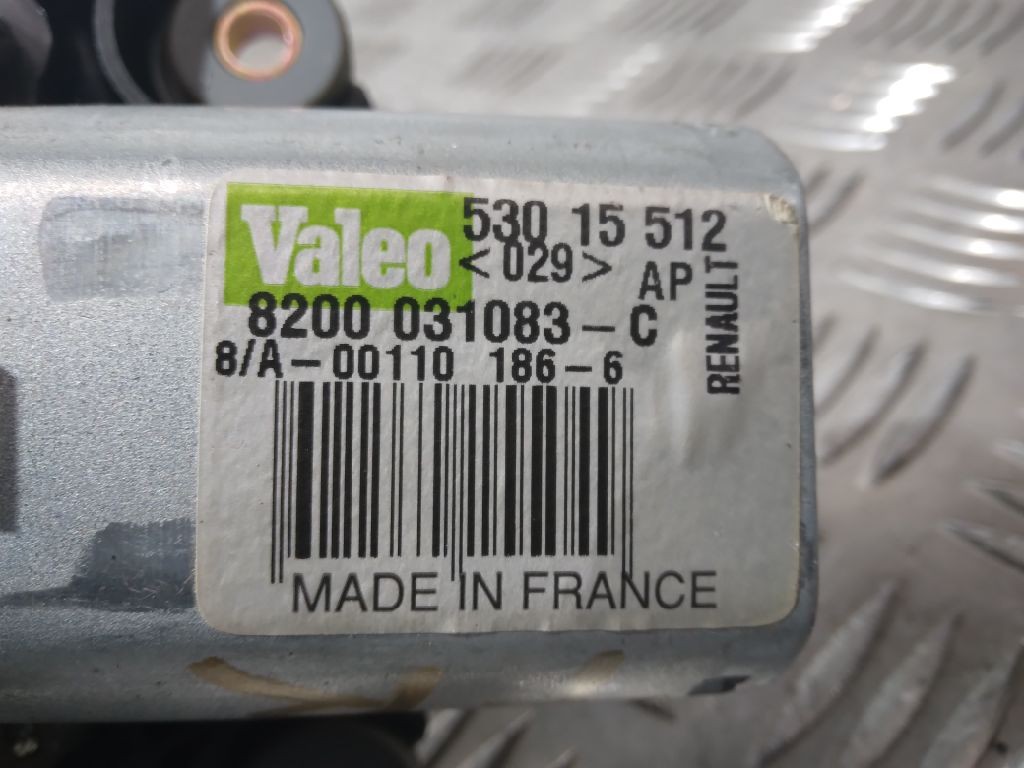 Valeo 530 15 512
<029> AP
8200 031083-C
8/A-00110 186-6
RENAULT
MADE IN FRANCE